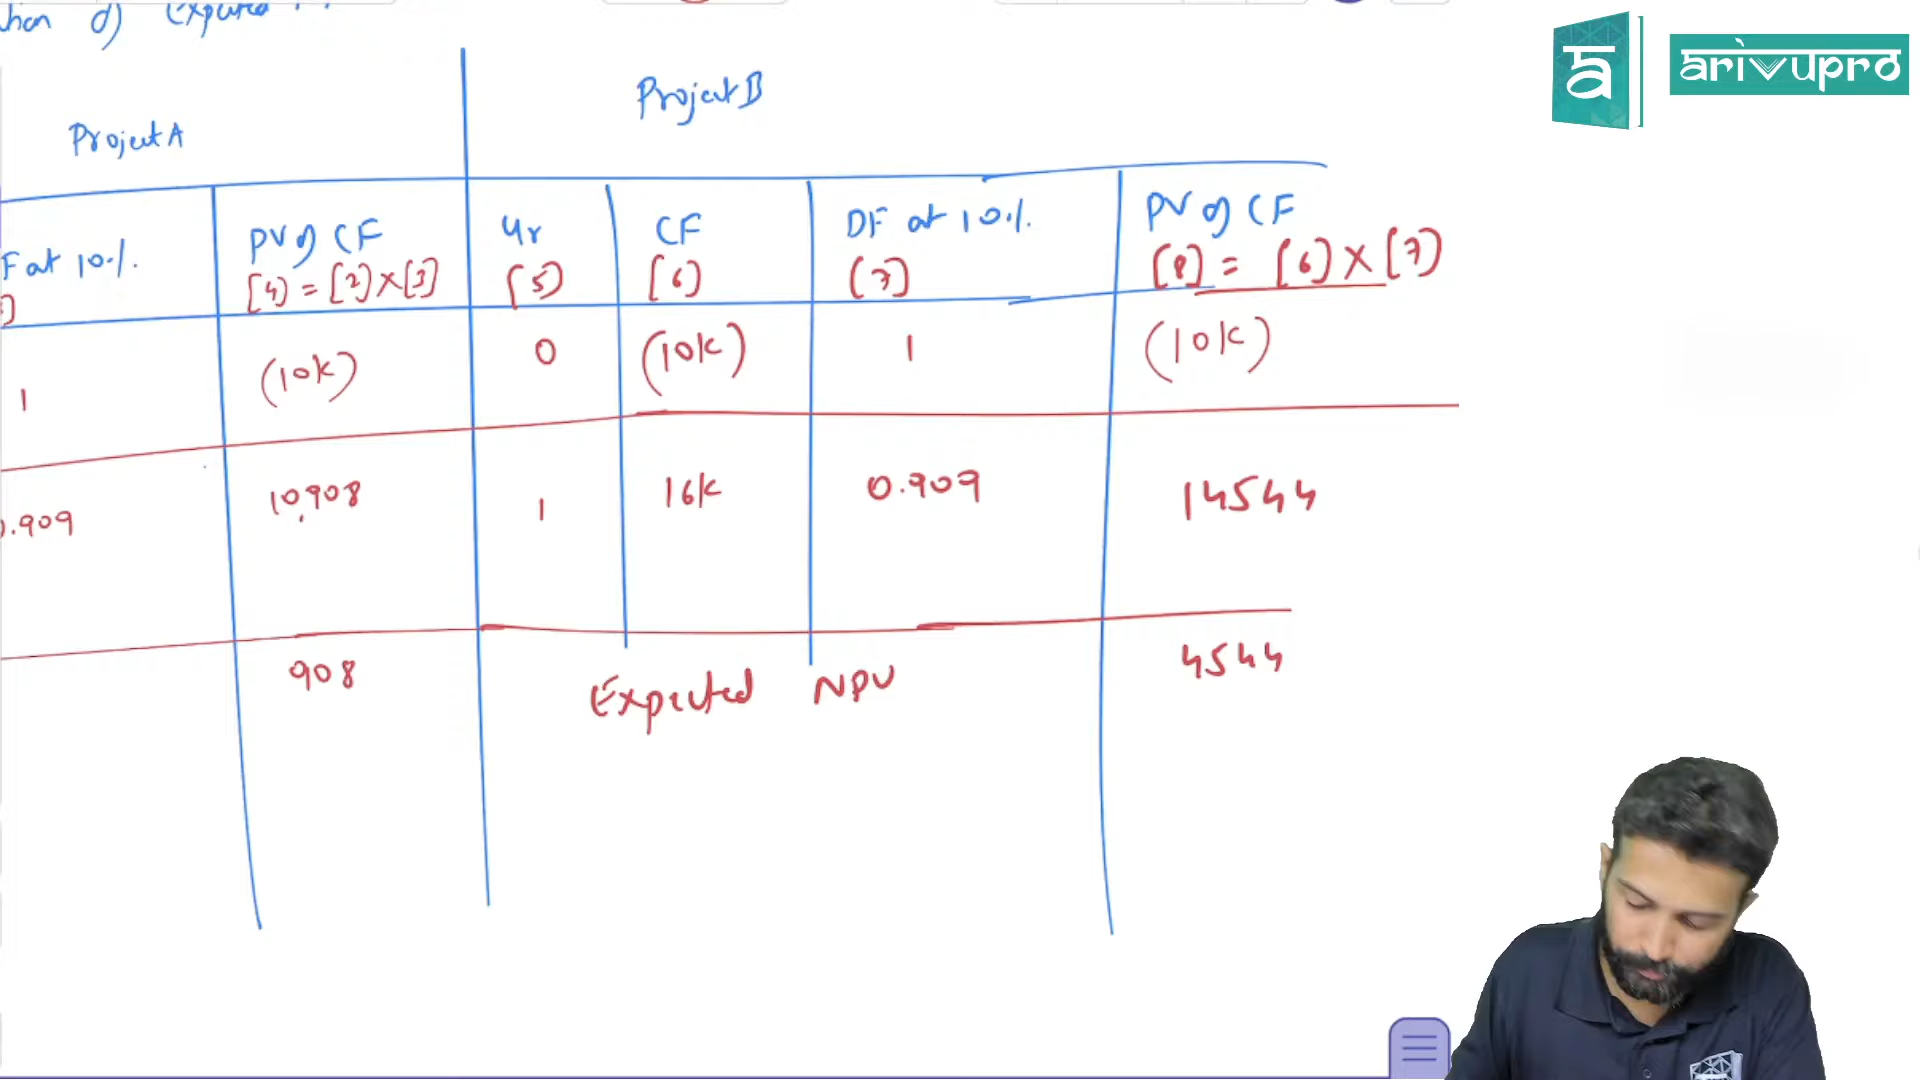 d) Expected
ā arivupro
Project A
Project B
F at 10%.
PV of CF
[4] = [2] X [3]
Yr
[5]
CF
[6]
DF at 10%.
[7]
PV of CF
[8] = [6] X [7]
1
(10k)
0
(10k)
1
(10k)
0.909
10,908
1
16k
0.909
14544
908
Expected NPV
4544